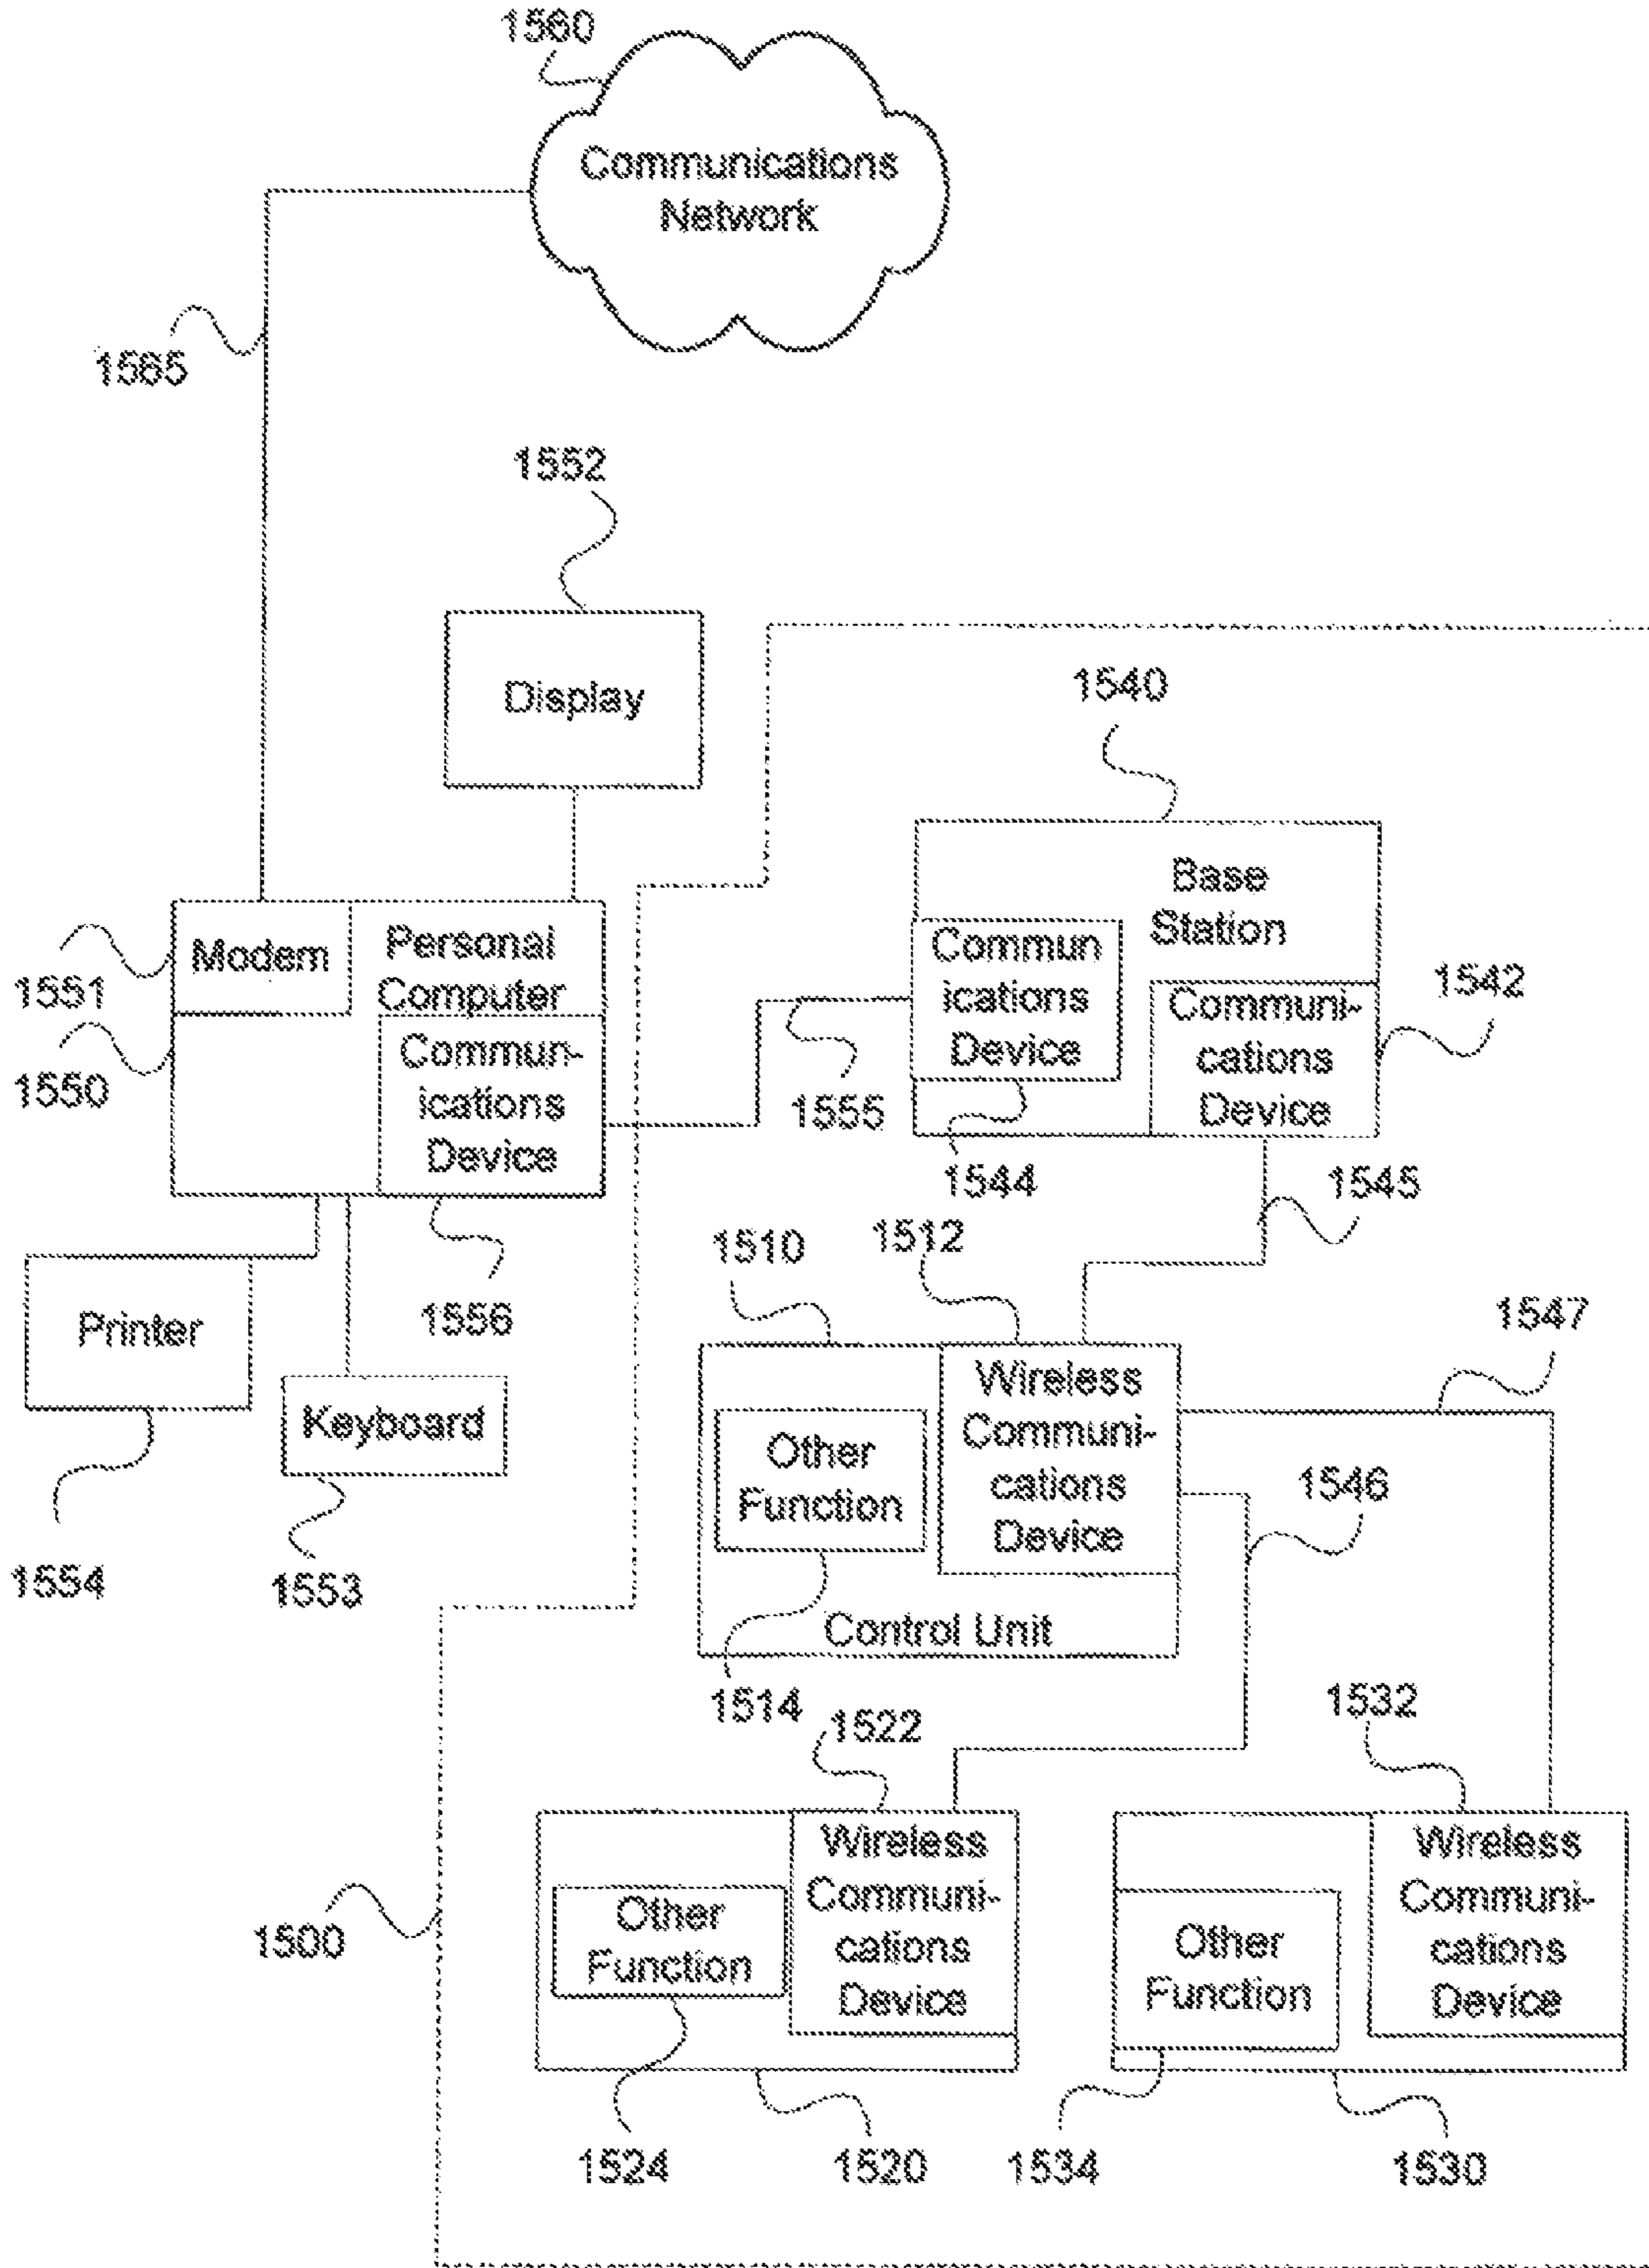 1560
Communications
Network
1565
1552
Display
1540
Base
Station
Commun
ications
Device
1542
Communi-
cations
Device
1551
Modem
Personal
Computer
1550
Commun-
ications
Device
1555
1544
1545
1510
1512
1556
1547
Printer
Keyboard
Wireless
Communi-
cations
Device
Other
Function
1546
1554
1553
Control Unit
1514
1522
1532
Wireless
Communi-
cations
Device
Other
Function
Wireless
Communi-
cations
Device
Other
Function
1500
1524
1520
1534
1530